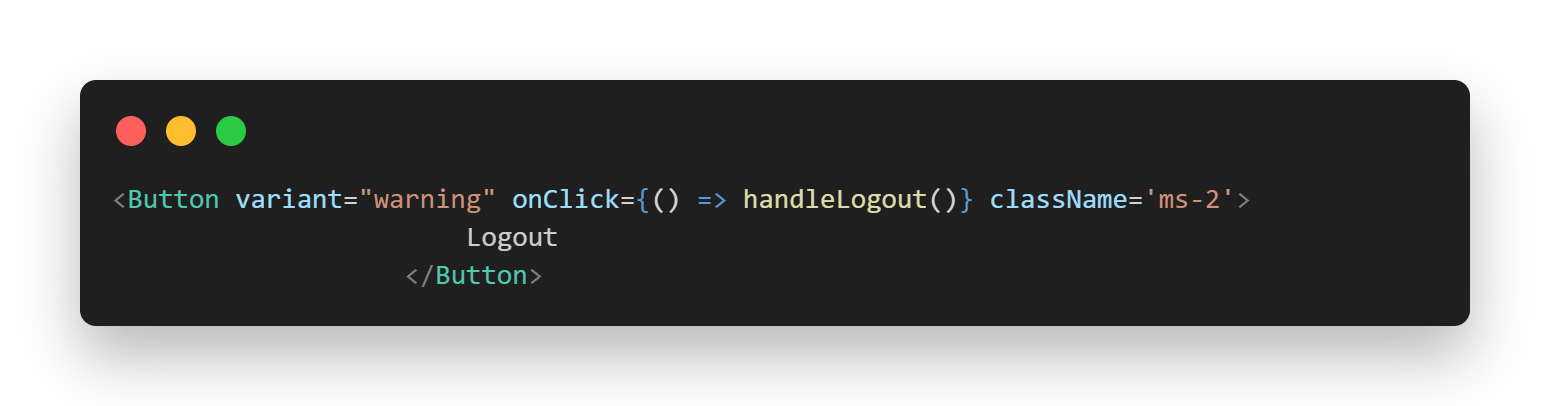 <Button variant="warning" onClick={() => handleLogout()} className='ms-2'>
Logout
</Button>